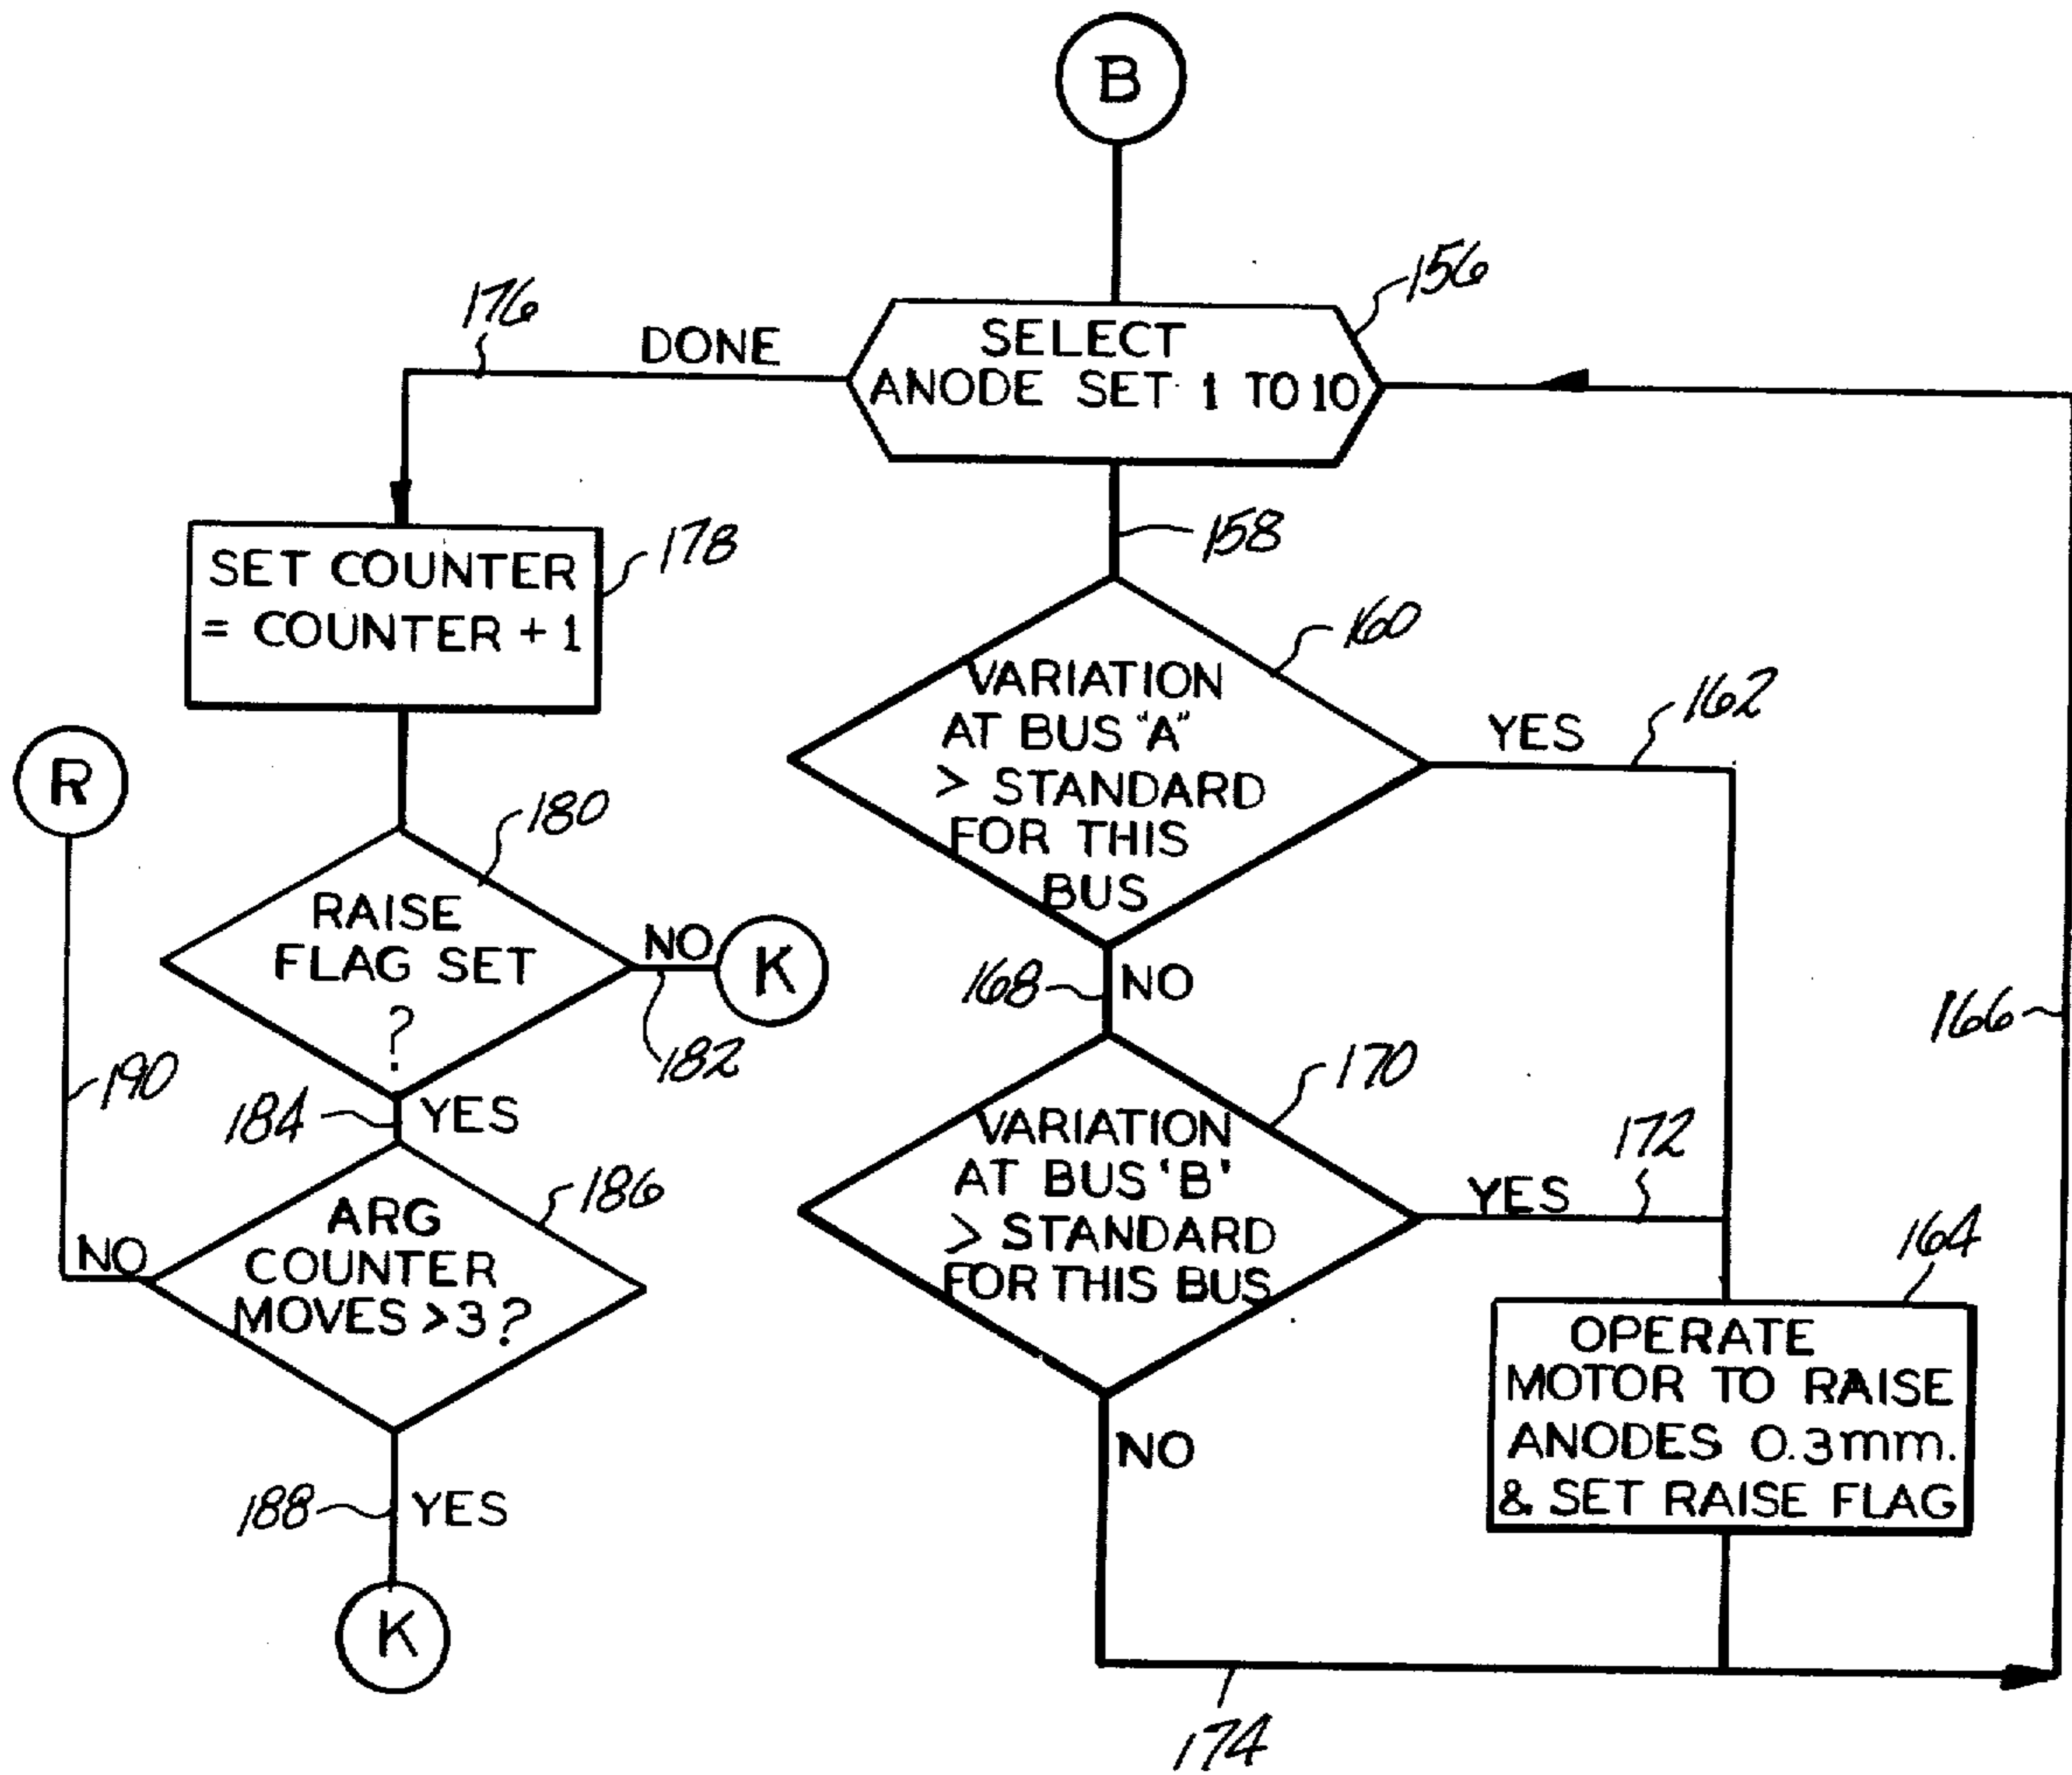 B
156
176
DONE
SELECT
ANODE SET 1 TO 10
158
178
SET COUNTER
= COUNTER + 1
160
VARIATION
AT BUS "A"
> STANDARD
FOR THIS
BUS
YES
162
R
180
RAISE
FLAG SET
?
NO
K
182
168
NO
166
190
184
YES
170
VARIATION
AT BUS 'B'
> STANDARD
FOR THIS BUS
YES
172
186
ARG
COUNTER
MOVES >3?
NO
164
OPERATE
MOTOR TO RAISE
ANODES 0.3mm.
& SET RAISE FLAG
NO
188
YES
K
174